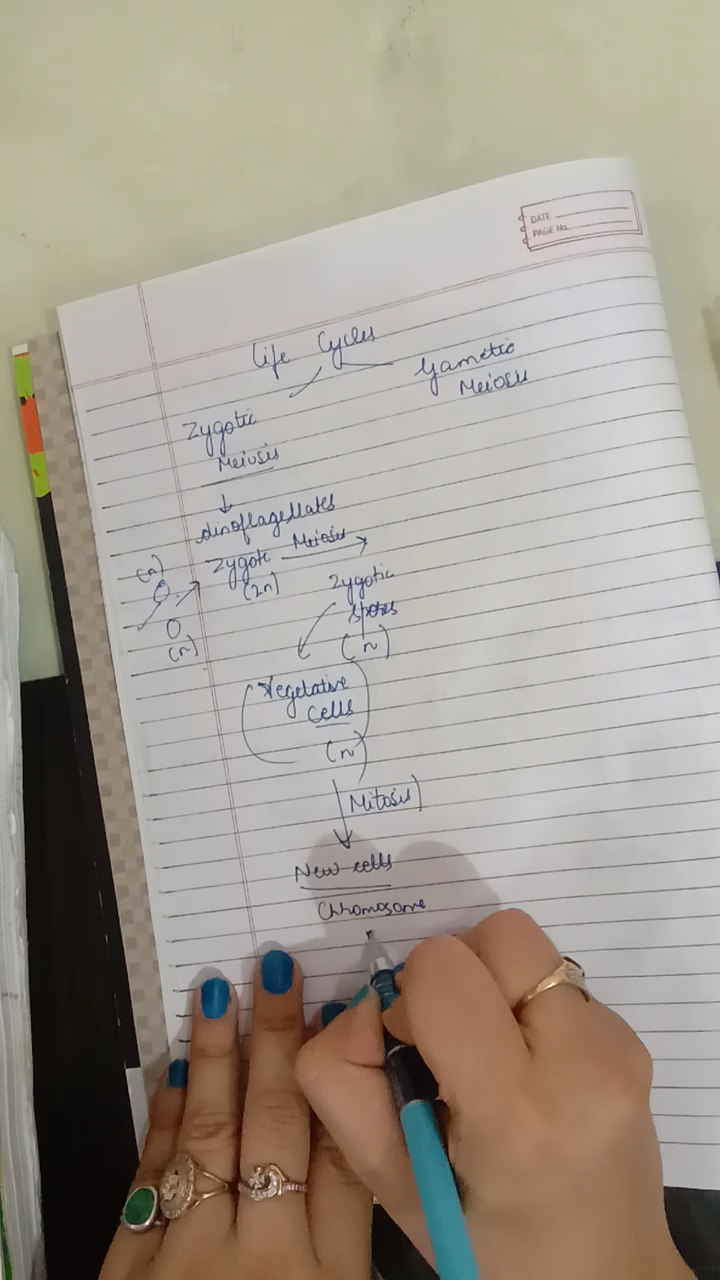 DATE
PAGE No.
Life Cycles
Zygotic
Meiosis
Gametic
Meiosis
dinoflagellates
(n)
Zygote Meiosis
(2n)
(n)
Zygotic
spores
(n)
Vegetative
cells
(n)
Mitosis)
New cells
Chromosome